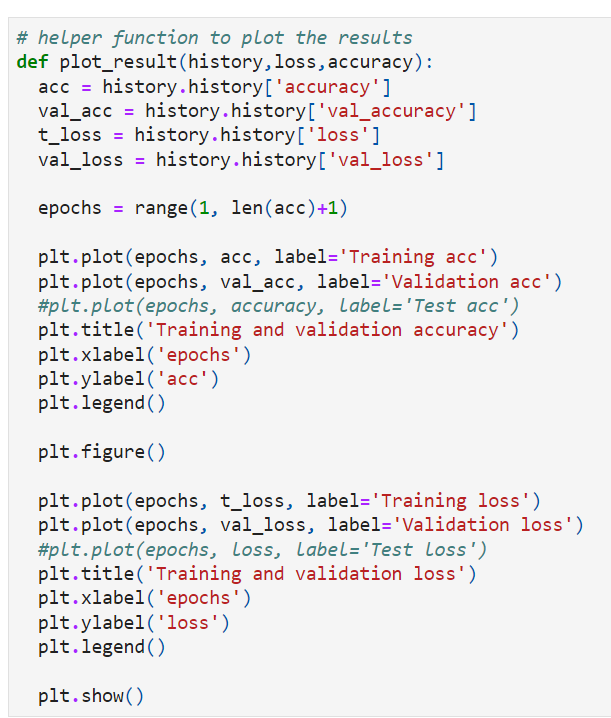 # helper function to plot the results
def plot_result(history,loss,accuracy):
  acc = history.history['accuracy']
  val_acc = history.history['val_accuracy']
  t_loss = history.history['loss']
  val_loss = history.history['val_loss']

  epochs = range(1, len(acc)+1)

  plt.plot(epochs, acc, label='Training acc')
  plt.plot(epochs, val_acc, label='Validation acc')
  #plt.plot(epochs, accuracy, label='Test acc')
  plt.title('Training and validation accuracy')
  plt.xlabel('epochs')
  plt.ylabel('acc')
  plt.legend()

  plt.figure()

  plt.plot(epochs, t_loss, label='Training loss')
  plt.plot(epochs, val_loss, label='Validation loss')
  #plt.plot(epochs, loss, label='Test loss')
  plt.title('Training and validation loss')
  plt.xlabel('epochs')
  plt.ylabel('loss')
  plt.legend()

  plt.show()